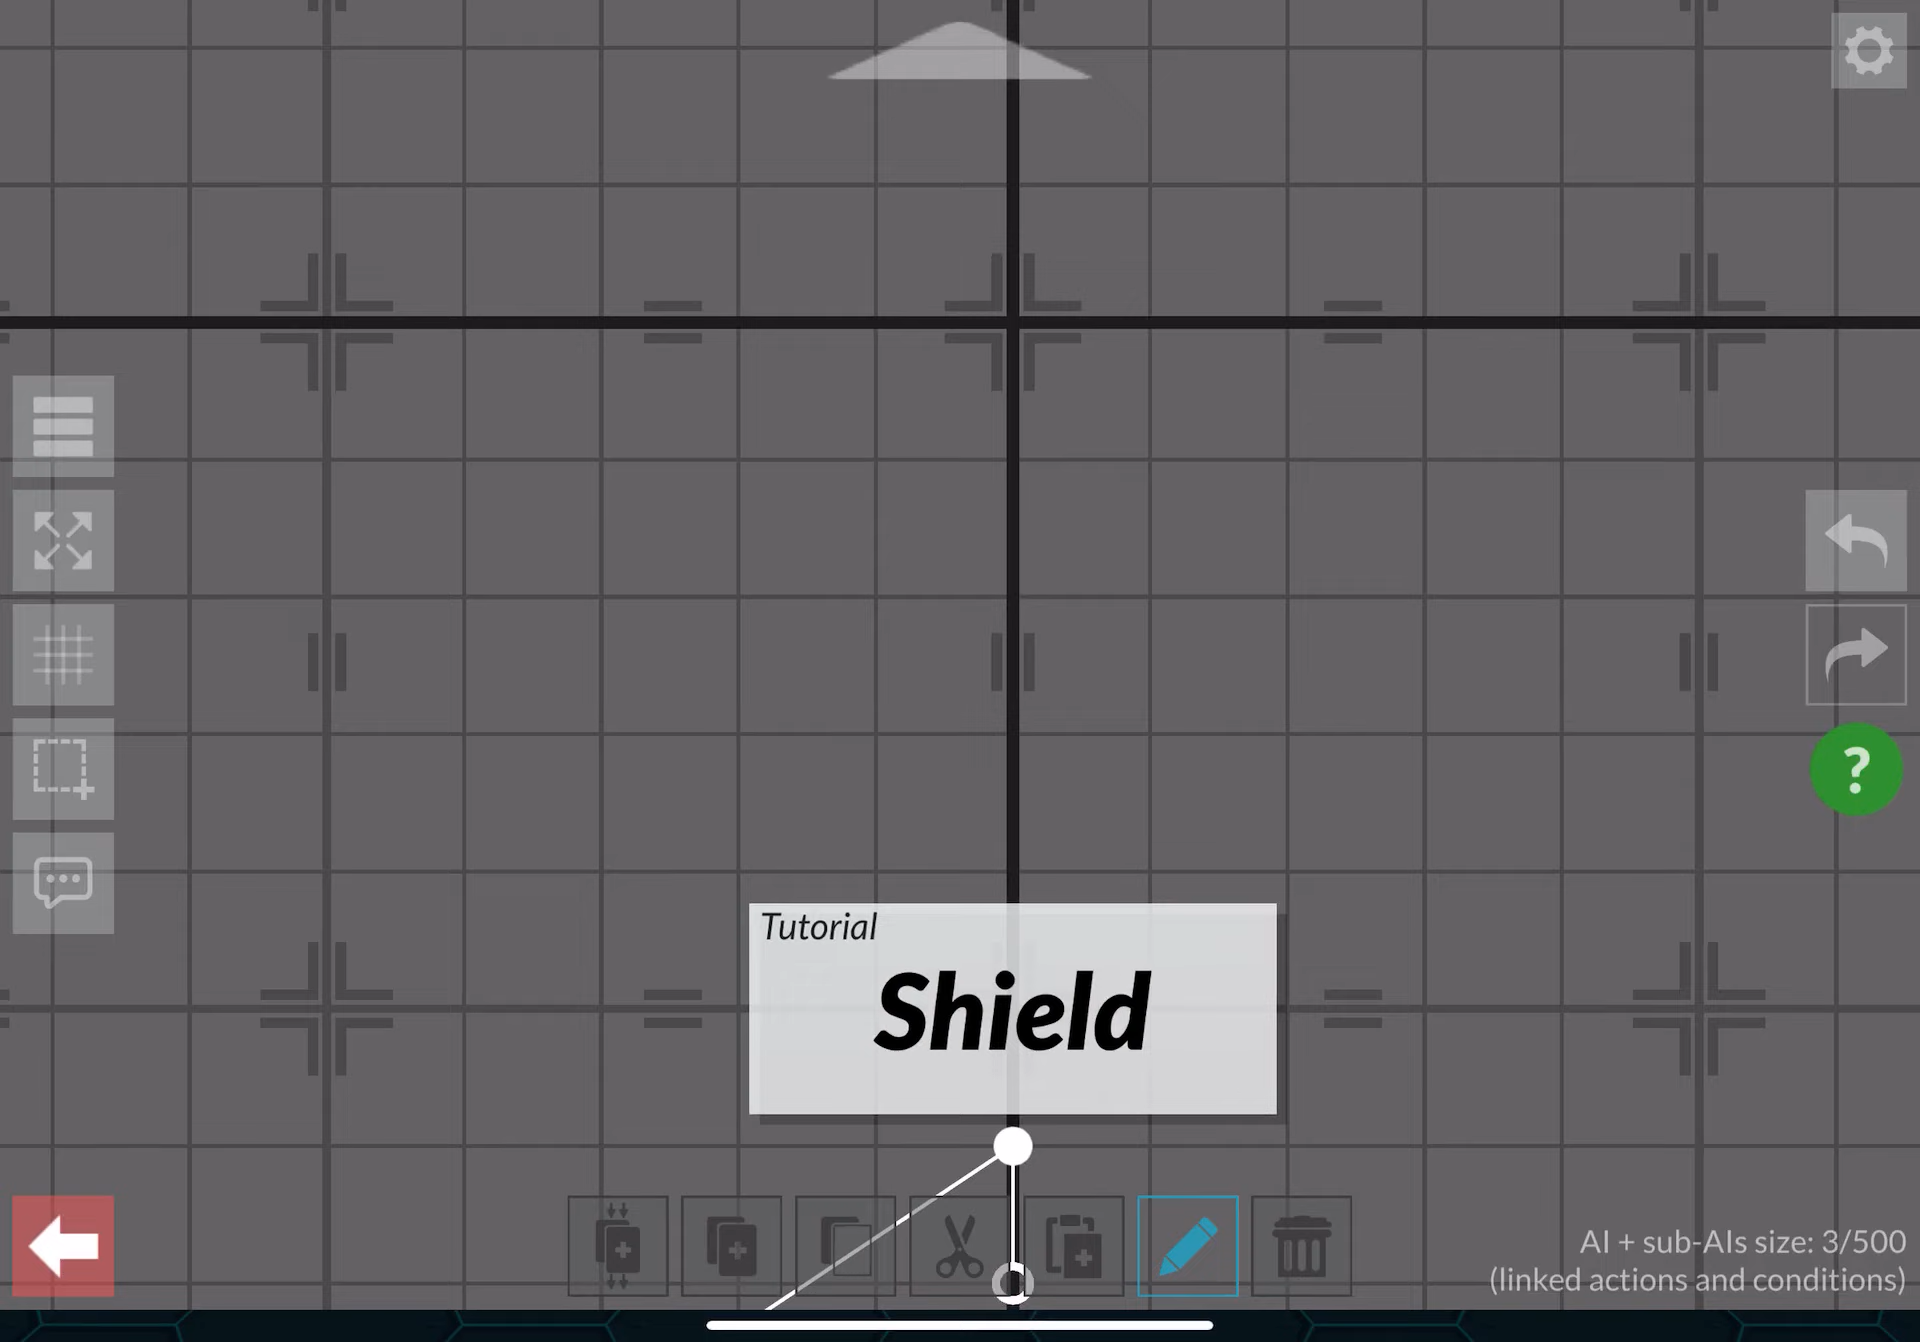 Tutorial
Shield
?
AI + sub-AIs size: 3/500
(linked actions and conditions)